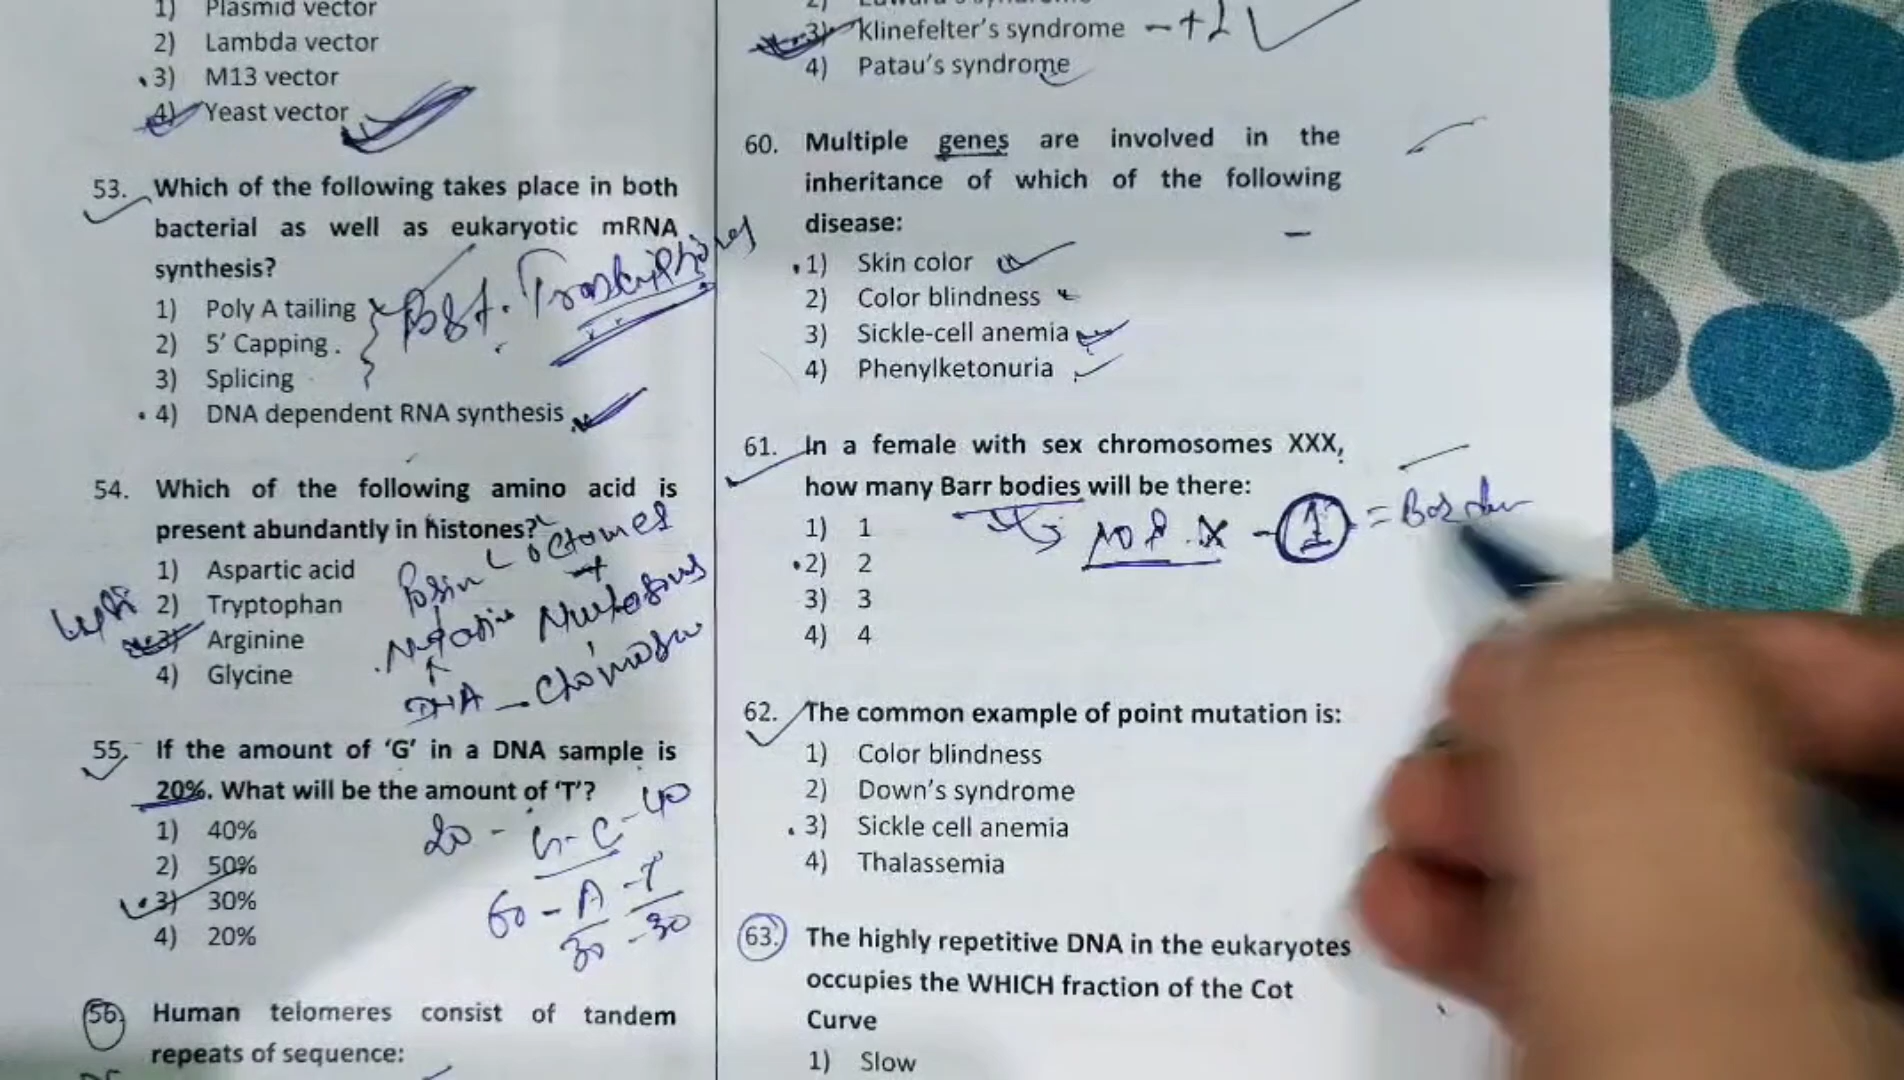 1) Plasmid vector
2) Lambda vector
3) M13 vector
4) Yeast vector
53. Which of the following takes place in both
bacterial as well as eukaryotic mRNA
synthesis?
1) Poly A tailing
2) 5' Capping
3) Splicing
4) DNA dependent RNA synthesis
54. Which of the following amino acid is
present abundantly in histones?
1) Aspartic acid
2) Tryptophan
3) Arginine
4) Glycine
DNA
55. If the amount of 'G' in a DNA sample is
20%. What will be the amount of 'T'?
1) 40%
2) 50%
3) 30%
4) 20%
20 - G - C - 40
60 - A - T
30 - 30
56. Human telomeres consist of tandem
repeats of sequence:
3) Klinefelter's syndrome
4) Patau's syndrome
60. Multiple genes are involved in the
inheritance of which of the following
disease:
1) Skin color
2) Color blindness
3) Sickle-cell anemia
4) Phenylketonuria
61. In a female with sex chromosomes XXX,
how many Barr bodies will be there:
1) 1
2) 2
3) 3
4) 4
no of X - 1 =
62. The common example of point mutation is:
1) Color blindness
2) Down's syndrome
3) Sickle cell anemia
4) Thalassemia
63. The highly repetitive DNA in the eukaryotes
occupies the WHICH fraction of the Cot
Curve
1) Slow